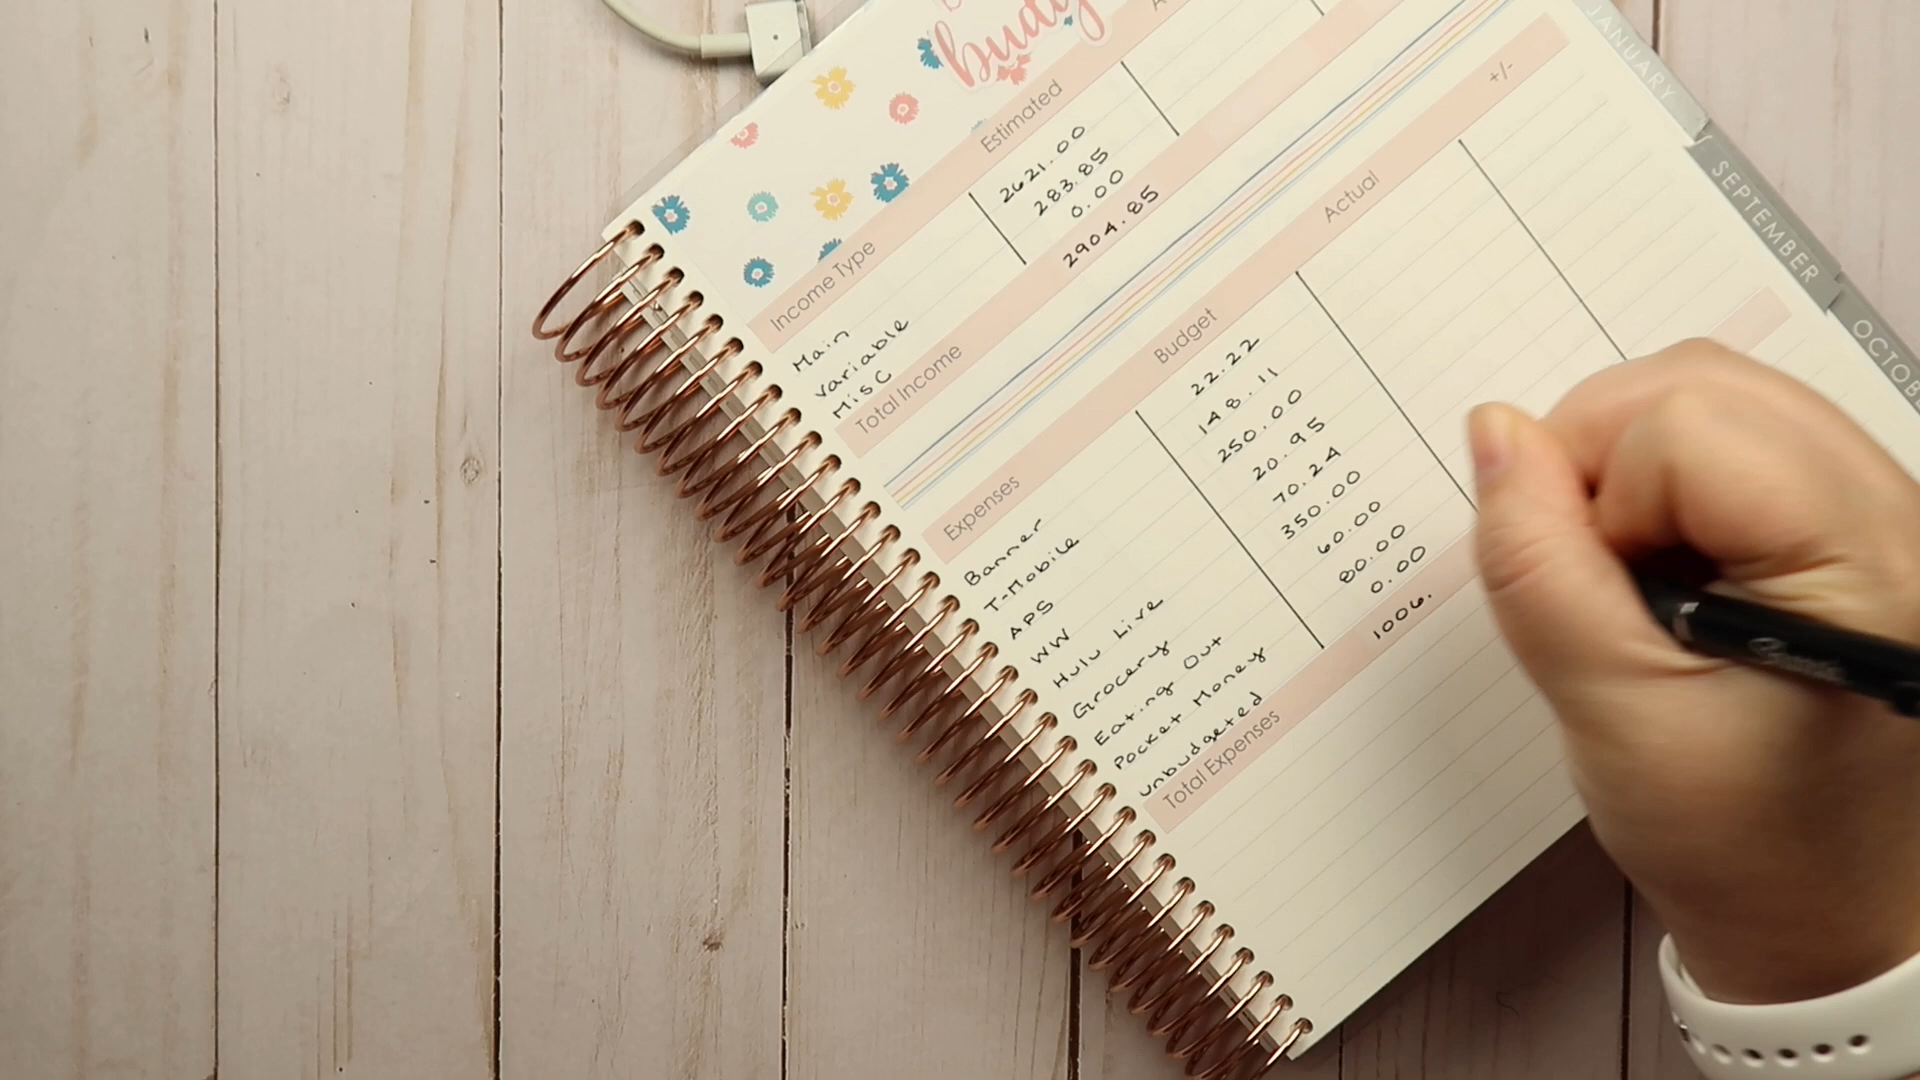 budg
Income Type Estimated A
Main 2621.00
Variable 283.85
Misc 0.00
Total Income 2904.85
Expenses Budget Actual +/-
Banner 22.22
T-Mobile 148.11
APS 250.00
WW 20.95
Hulu Live 70.24
Grocery 350.00
Eating Out 60.00
Pocket Money 80.00
unbudgeted 0.00
Total Expenses 1006.
JANUARY
SEPTEMBER
OCTOB